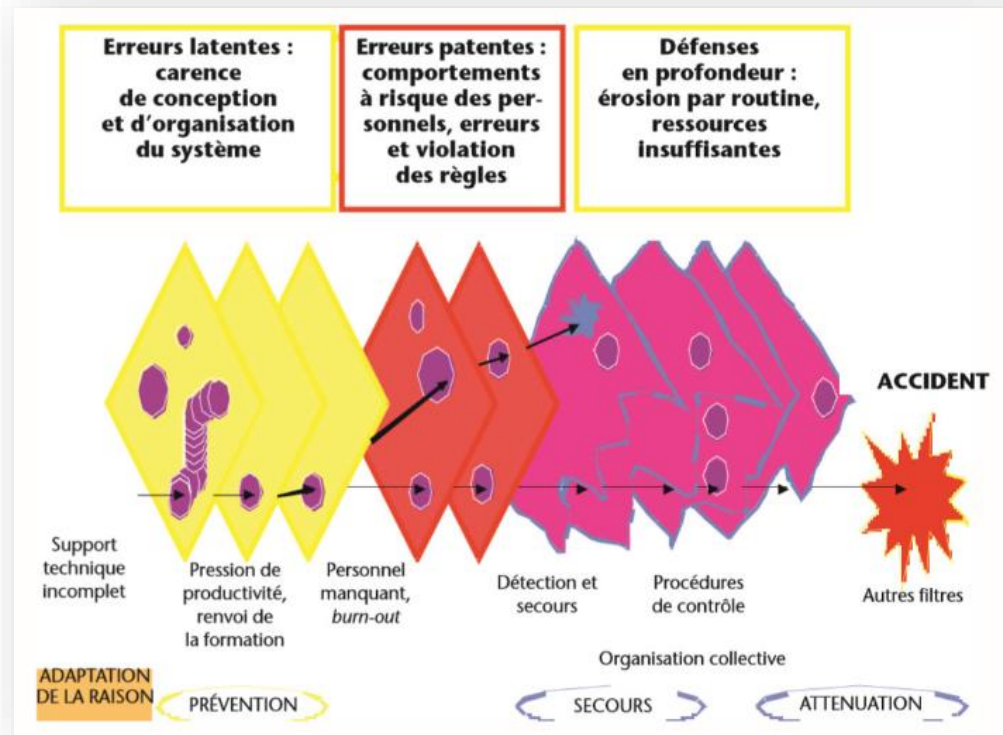 Erreurs latentes :
carence
de conception
et d'organisation
du système
Erreurs patentes :
comportements
à risque des per-
sonnels, erreurs
et violation
des règles
Défenses
en profondeur :
érosion par routine,
ressources
insuffisantes
ACCIDENT
Support
technique
incomplet
Pression de
productivité,
renvoi de
la formation
Personnel
manquant,
burn-out
Détection et
secours
Procédures
de contrôle
Autres filtres
Organisation collective
ADAPTATION
DE LA RAISON
PRÉVENTION
SECOURS
ATTENUATION